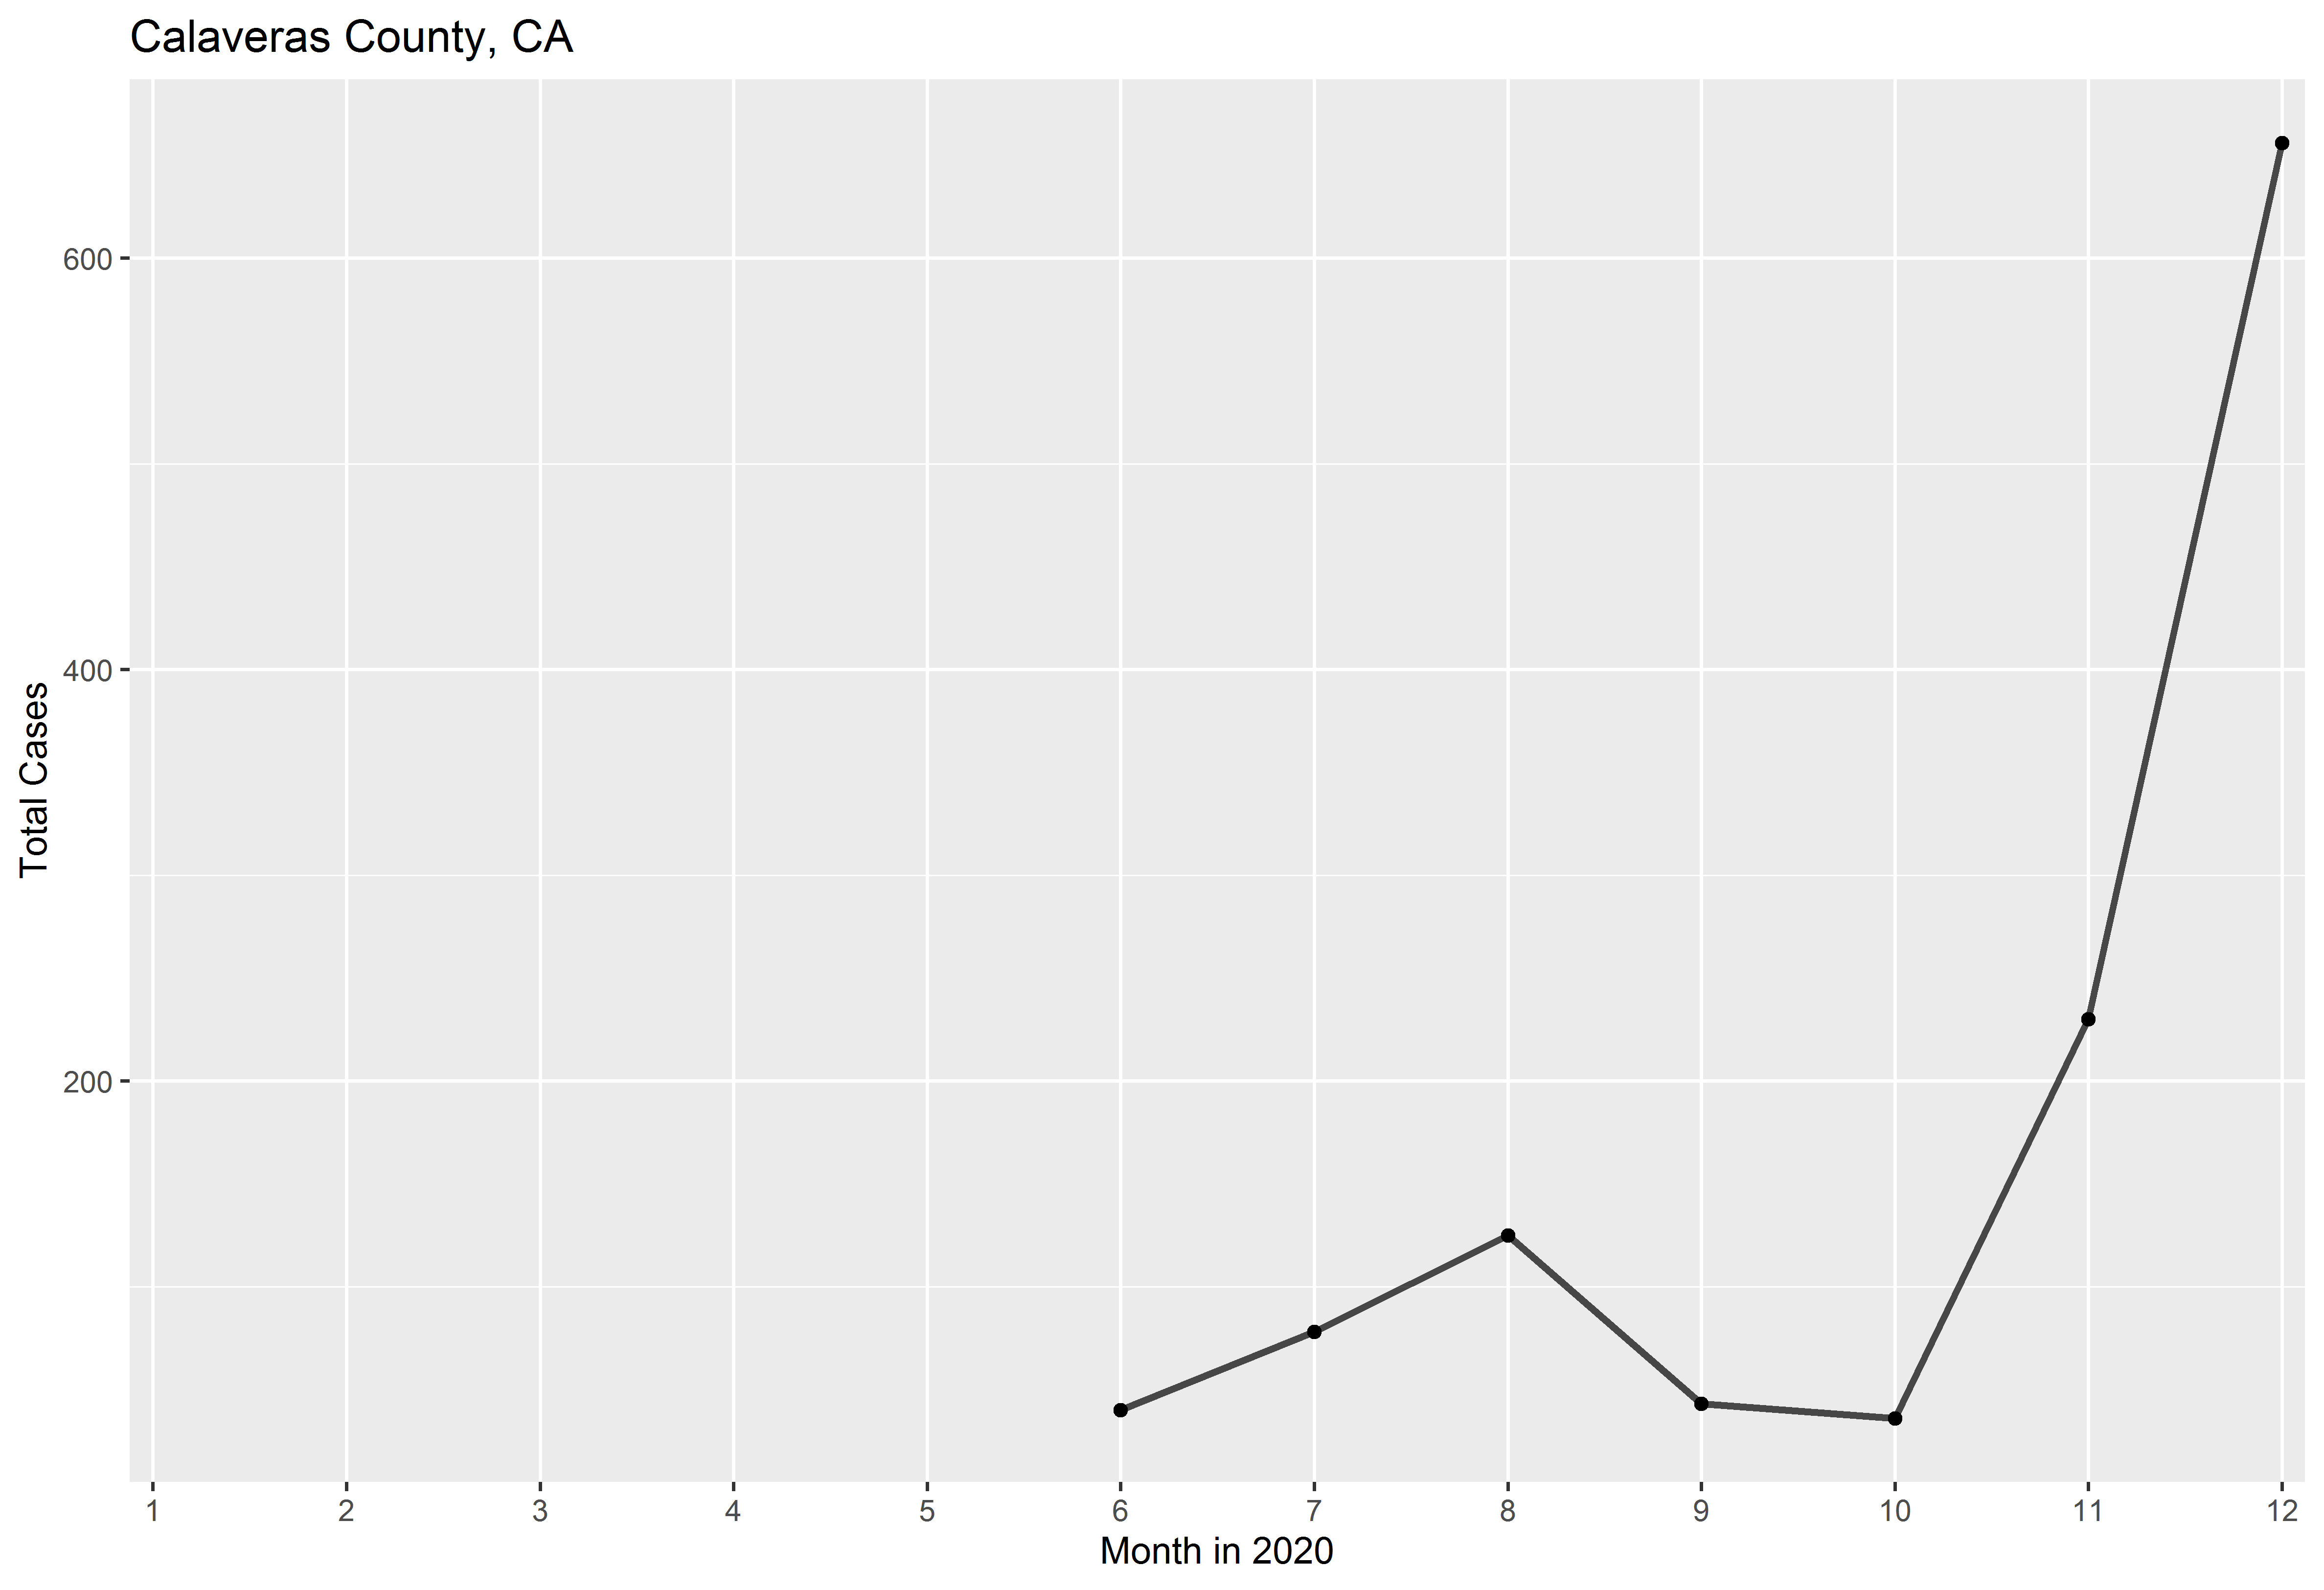 Calaveras County, CA
Total Cases
600
400
200
1 2 3 4 5 6 7 8 9 10 11 12
Month in 2020